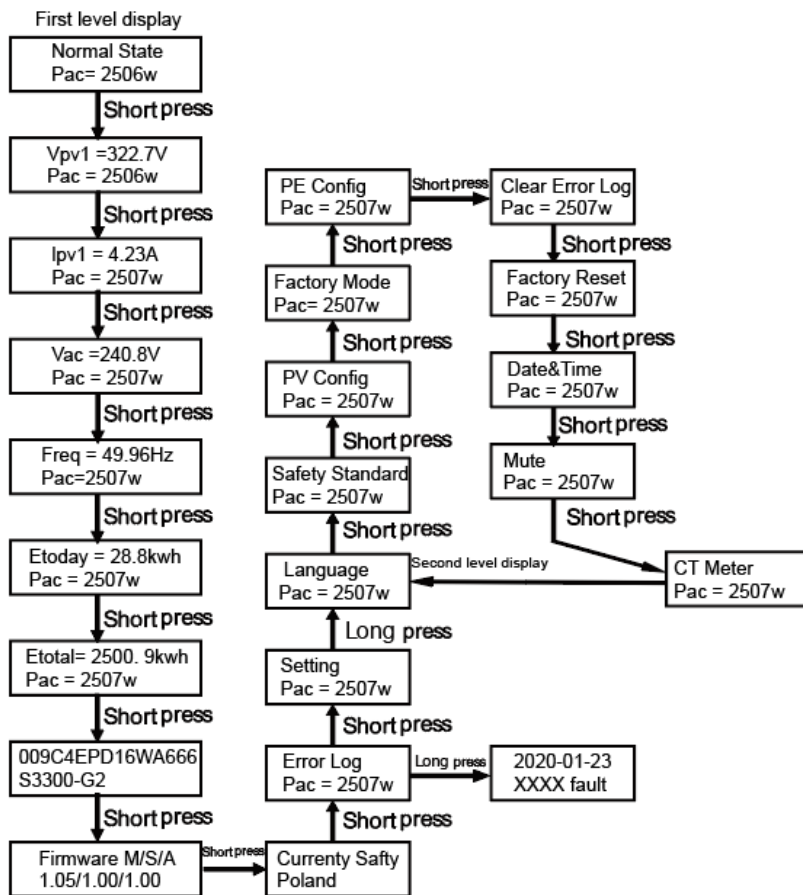 First level display
Normal State
Pac= 2506w
Short press
Vpv1 =322.7V
Pac = 2506w
Short press
Ipv1 = 4.23A
Pac = 2507w
Short press
Vac =240.8V
Pac = 2507w
Short press
Freq = 49.96Hz
Pac=2507w
Short press
Etoday = 28.8kwh
Pac = 2507w
Short press
Etotal= 2500. 9kwh
Pac = 2507w
Short press
009C4EPD16WA666
S3300-G2
Short press
Firmware M/S/A
1.05/1.00/1.00
Short press
Currenty Safty
Poland
Short press
Error Log
Pac = 2507w
Long press
2020-01-23
XXXX fault
Short press
Setting
Pac = 2507w
Long press
Language
Pac = 2507w
Short press
Safety Standard
Pac = 2507w
Short press
PV Config
Pac = 2507w
Short press
Factory Mode
Pac= 2507w
Short press
PE Config
Pac = 2507w
Short press
Clear Error Log
Pac = 2507w
Short press
Factory Reset
Pac = 2507w
Short press
Date&Time
Pac = 2507w
Short press
Mute
Pac = 2507w
Short press
CT Meter
Pac = 2507w
Second level display